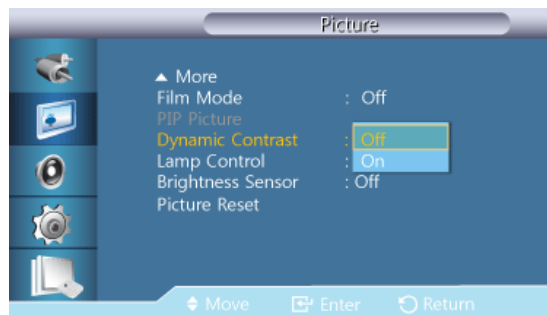 Picture
▲ More
Film Mode : Off
PIP Picture
Dynamic Contrast : Off
Lamp Control : On
Brightness Sensor : Off
Picture Reset
Move Enter Return